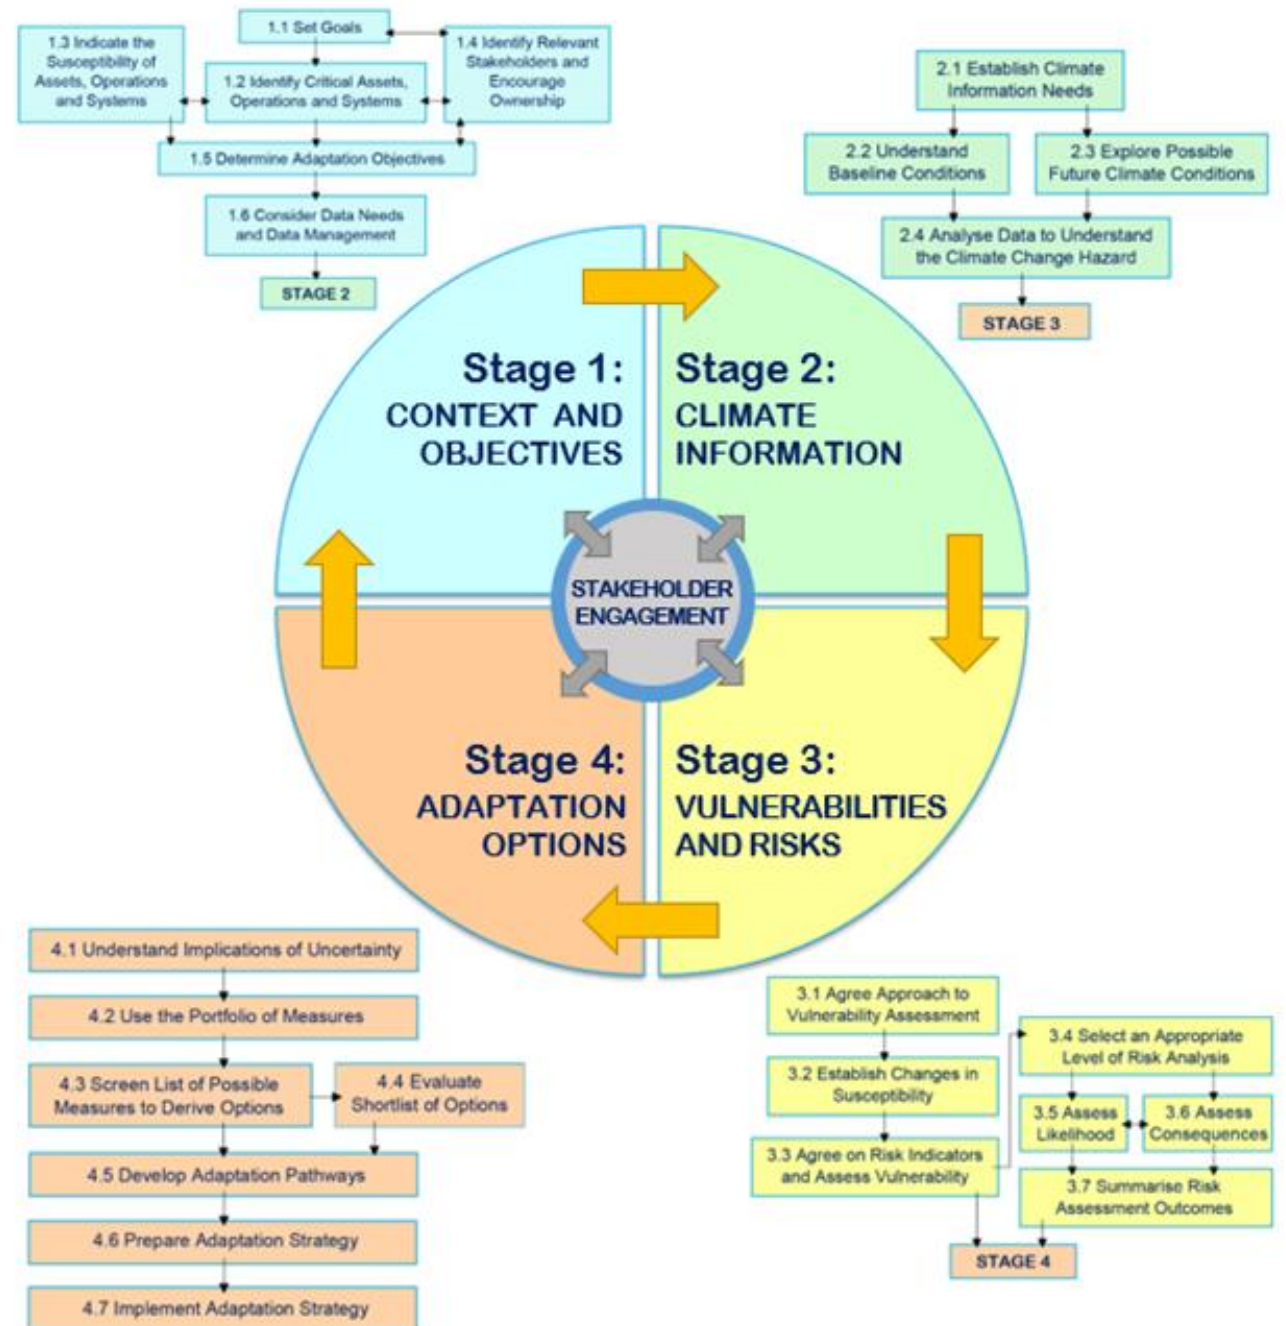 1.1 Set Goals
1.3 Indicate the
Susceptibility of
Assets, Operations
and Systems
1.2 Identify Critical Assets,
Operations and Systems
1.4 Identify Relevant
Stakeholders and
Encourage
Ownership
1.5 Determine Adaptation Objectives
1.6 Consider Data Needs
and Data Management
STAGE 2
2.1 Establish Climate
Information Needs
2.2 Understand
Baseline Conditions
2.3 Explore Possible
Future Climate Conditions
2.4 Analyse Data to Understand
the Climate Change Hazard
STAGE 3
Stage 1:
CONTEXT AND
OBJECTIVES
Stage 2:
CLIMATE
INFORMATION
STAKEHOLDER
ENGAGEMENT
Stage 4:
ADAPTATION
OPTIONS
Stage 3:
VULNERABILITIES
AND RISKS
4.1 Understand Implications of Uncertainty
4.2 Use the Portfolio of Measures
4.3 Screen List of Possible
Measures to Derive Options
4.4 Evaluate
Shortlist of Options
4.5 Develop Adaptation Pathways
4.6 Prepare Adaptation Strategy
4.7 Implement Adaptation Strategy
3.1 Agree Approach to
Vulnerability Assessment
3.2 Establish Changes in
Susceptibility
3.3 Agree on Risk Indicators
and Assess Vulnerability
3.4 Select an Appropriate
Level of Risk Analysis
3.5 Assess
Likelihood
3.6 Assess
Consequences
3.7 Summarise Risk
Assessment Outcomes
STAGE 4